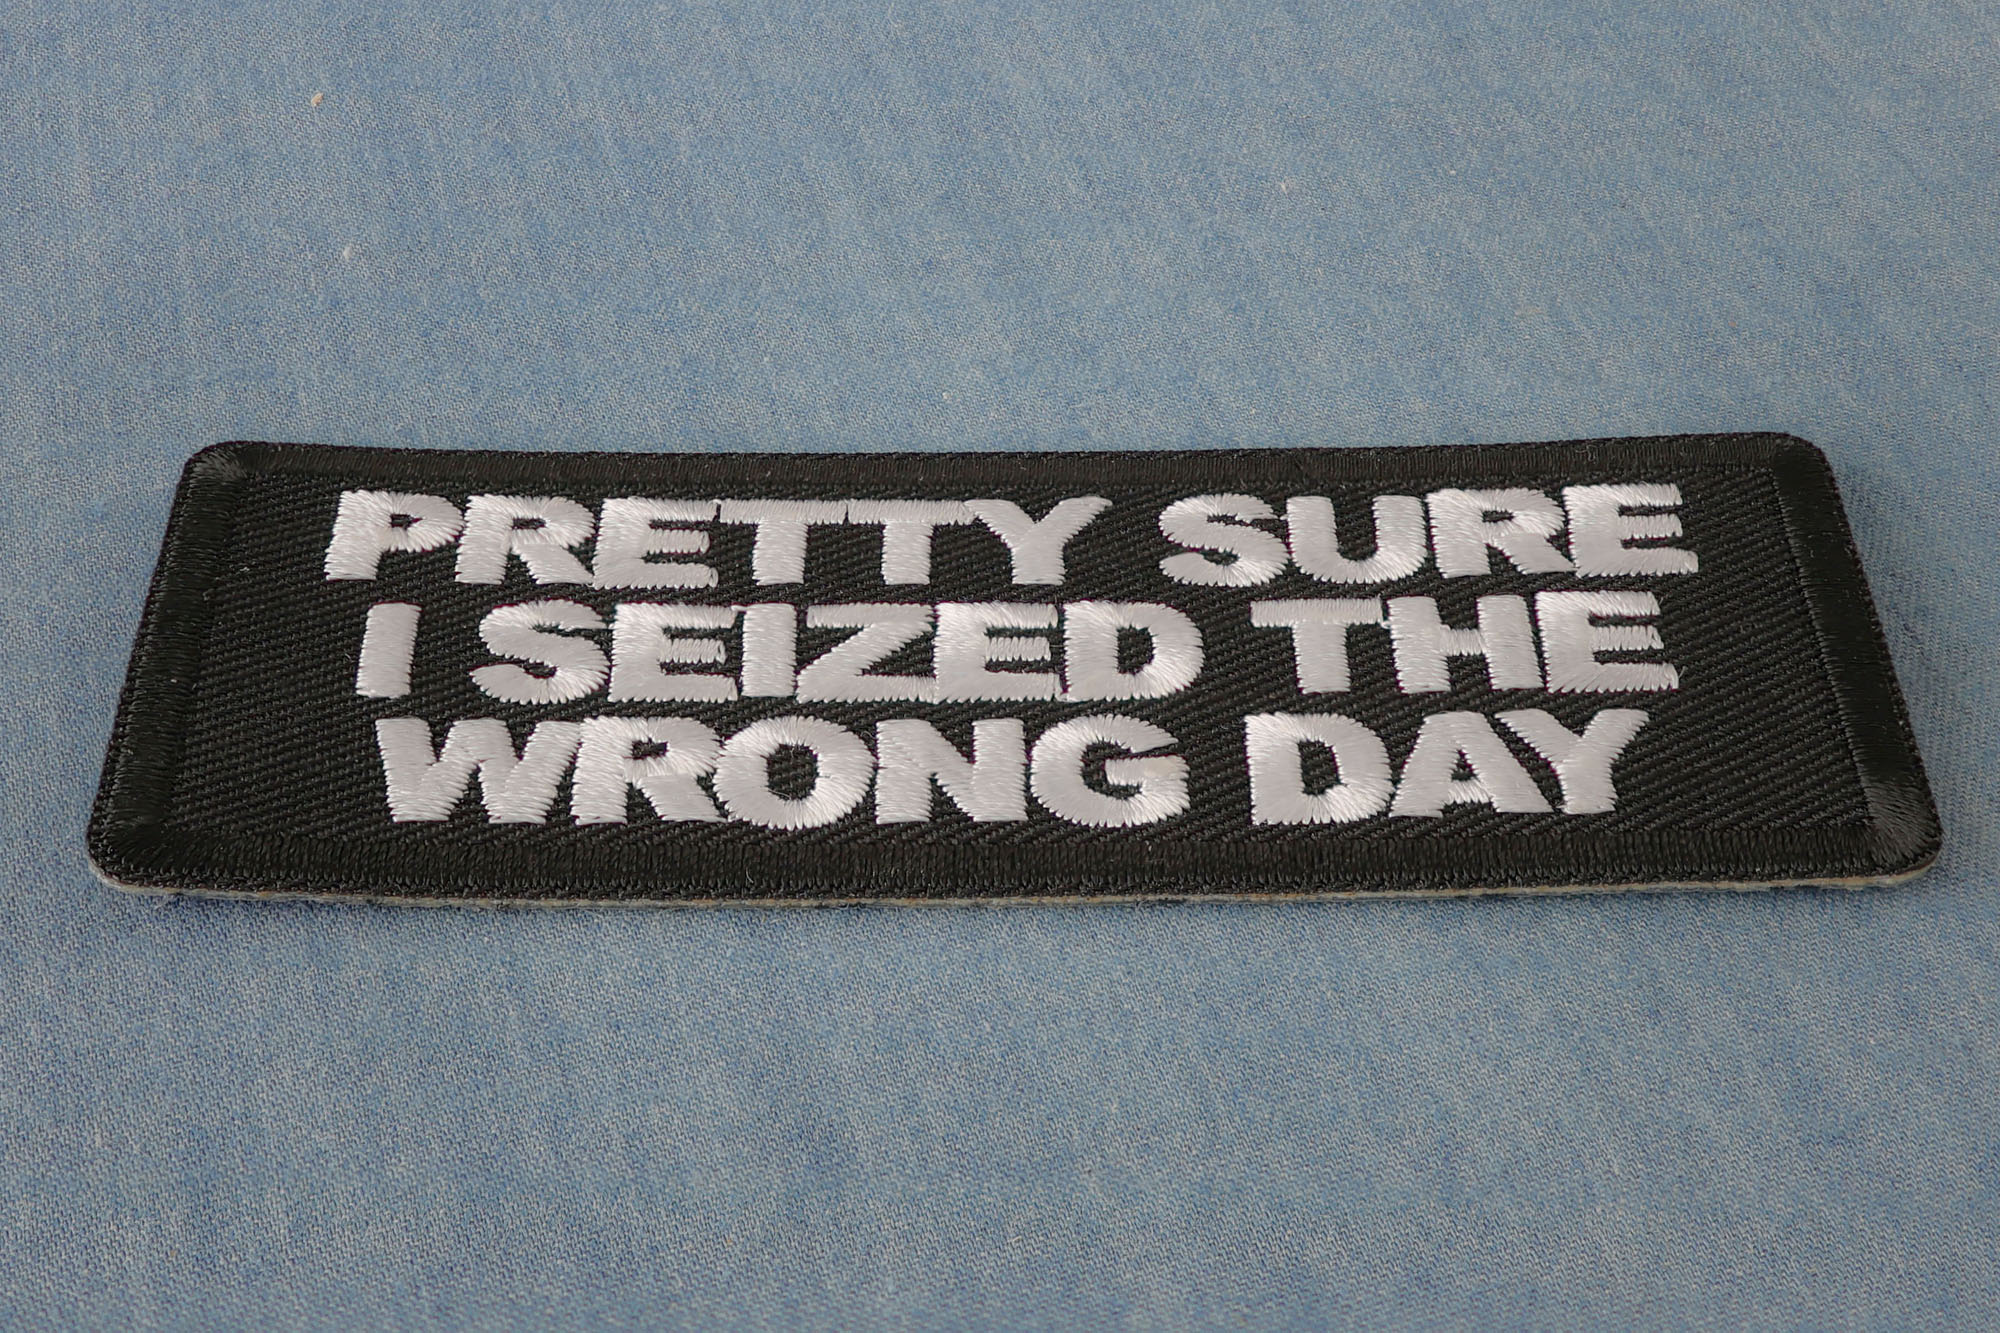 PRETTY SURE
I SEIZED THE
WRONG DAY